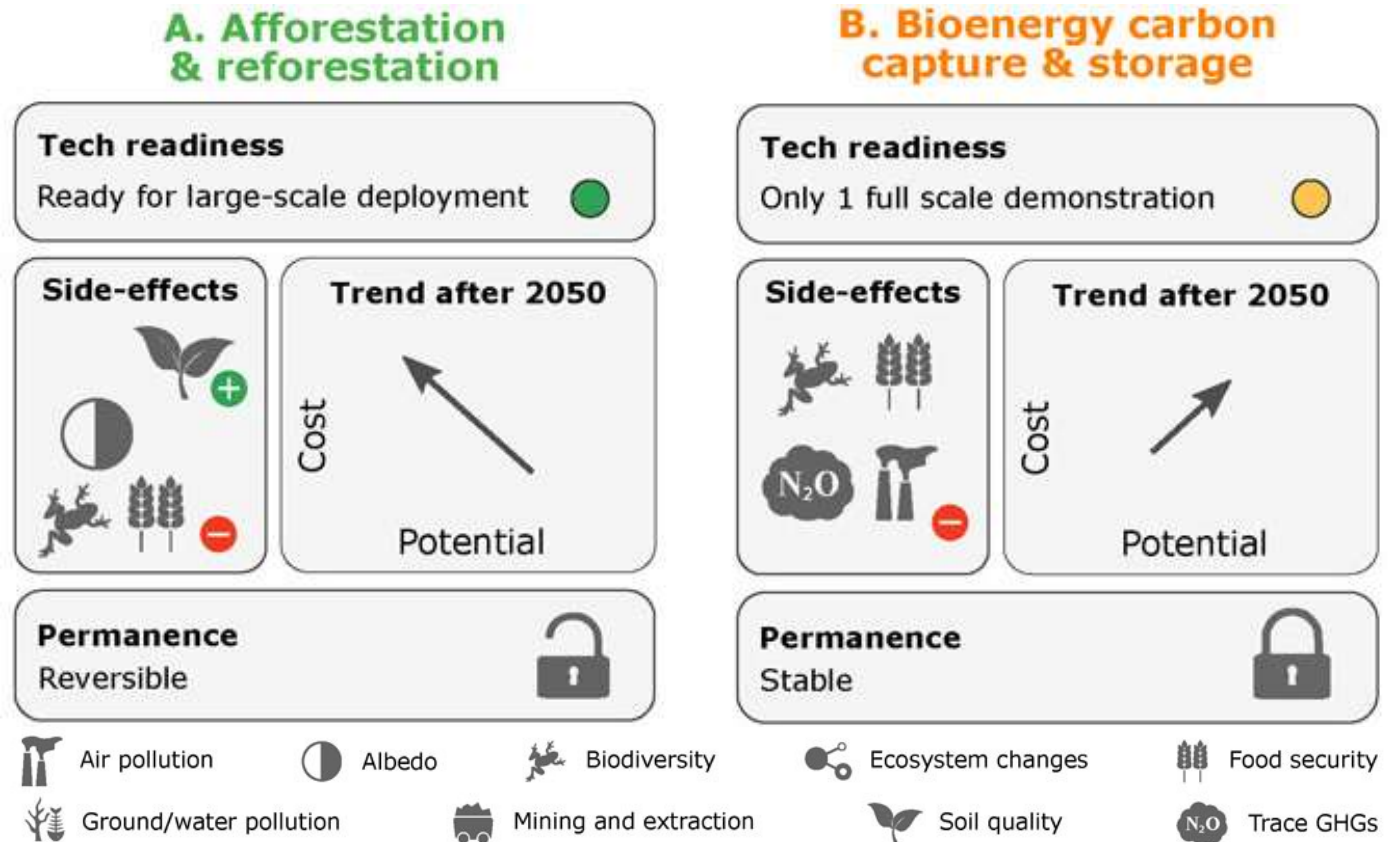 A. Afforestation
& reforestation
Tech readiness
Ready for large-scale deployment
Side-effects
Trend after 2050
Cost
Potential
Permanence
Reversible
B. Bioenergy carbon
capture & storage
Tech readiness
Only 1 full scale demonstration
Side-effects
N₂O
Trend after 2050
Cost
Potential
Permanence
Stable
Air pollution
Albedo
Biodiversity
Ecosystem changes
Food security
Ground/water pollution
Mining and extraction
Soil quality
N₂O
Trace GHGs